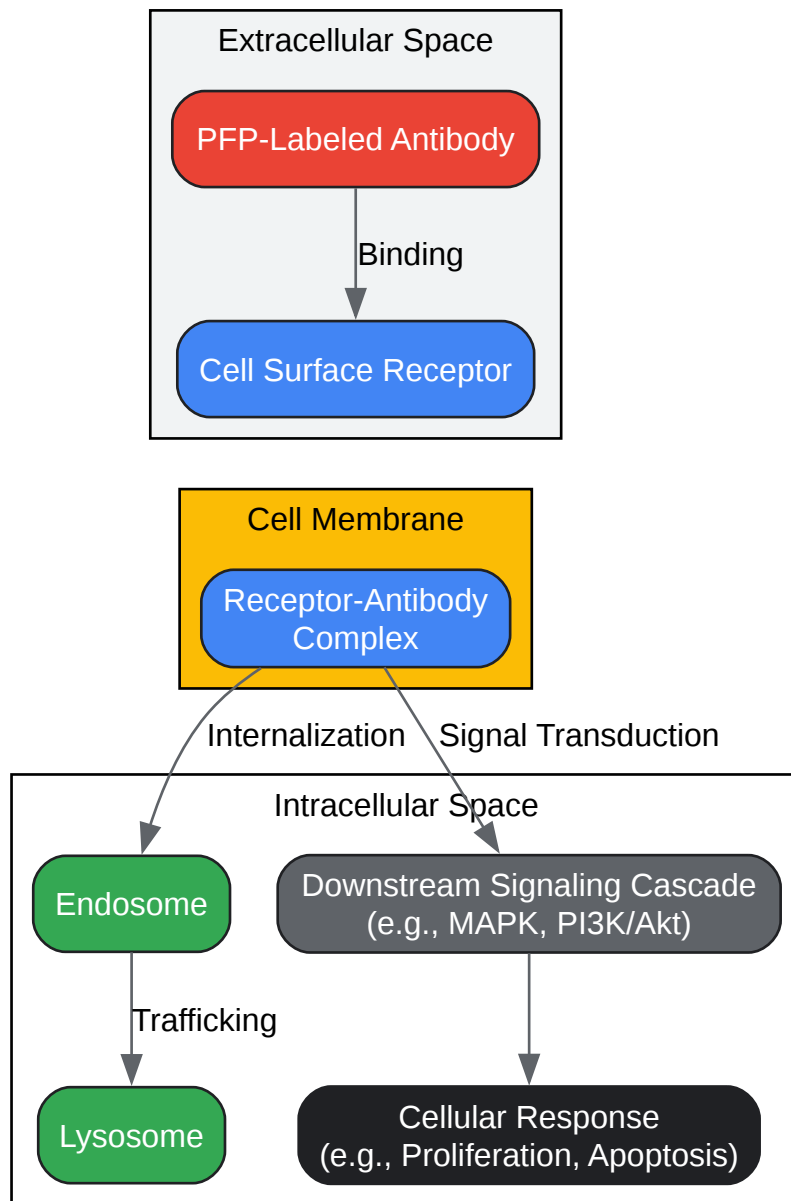 Extracellular Space
PFP-Labeled Antibody
Binding
Cell Surface Receptor
Cell Membrane
Receptor-Antibody
Complex
Internalization
Signal Transduction
Intracellular Space
Endosome
Downstream Signaling Cascade
(e.g., MAPK, PI3K/Akt)
Trafficking
Lysosome
Cellular Response
(e.g., Proliferation, Apoptosis)